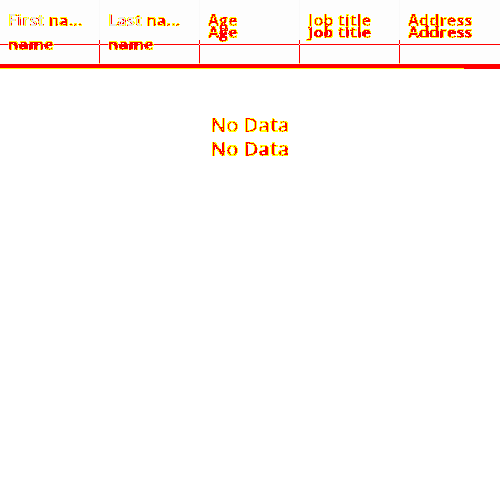 First na... Last na... Age Job title Address
name name Age Job title Address
No Data
No Data